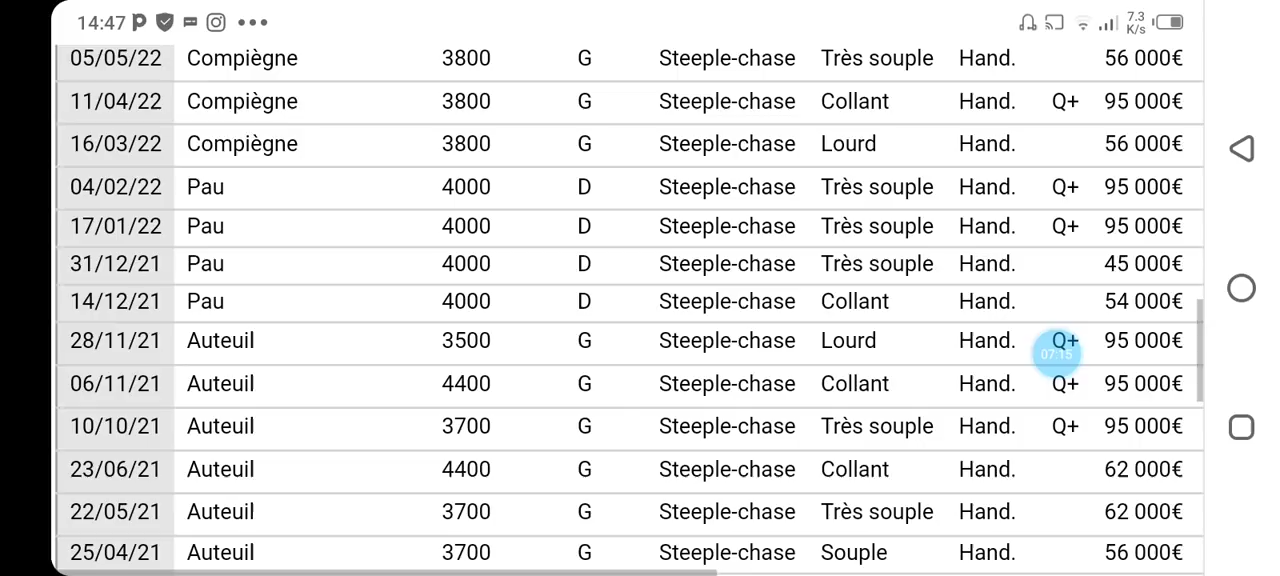 14:47 7.3 K/s
05/05/22 Compiègne 3800 G Steeple-chase Très souple Hand. 56 000€
11/04/22 Compiègne 3800 G Steeple-chase Collant Hand. Q+ 95 000€
16/03/22 Compiègne 3800 G Steeple-chase Lourd Hand. 56 000€
04/02/22 Pau 4000 D Steeple-chase Très souple Hand. Q+ 95 000€
17/01/22 Pau 4000 D Steeple-chase Très souple Hand. Q+ 95 000€
31/12/21 Pau 4000 D Steeple-chase Très souple Hand. 45 000€
14/12/21 Pau 4000 D Steeple-chase Collant Hand. 54 000€
28/11/21 Auteuil 3500 G Steeple-chase Lourd Hand. Q+ 95 000€
07:15
06/11/21 Auteuil 4400 G Steeple-chase Collant Hand. Q+ 95 000€
10/10/21 Auteuil 3700 G Steeple-chase Très souple Hand. Q+ 95 000€
23/06/21 Auteuil 4400 G Steeple-chase Collant Hand. 62 000€
22/05/21 Auteuil 3700 G Steeple-chase Très souple Hand. 62 000€
25/04/21 Auteuil 3700 G Steeple-chase Souple Hand. 56 000€